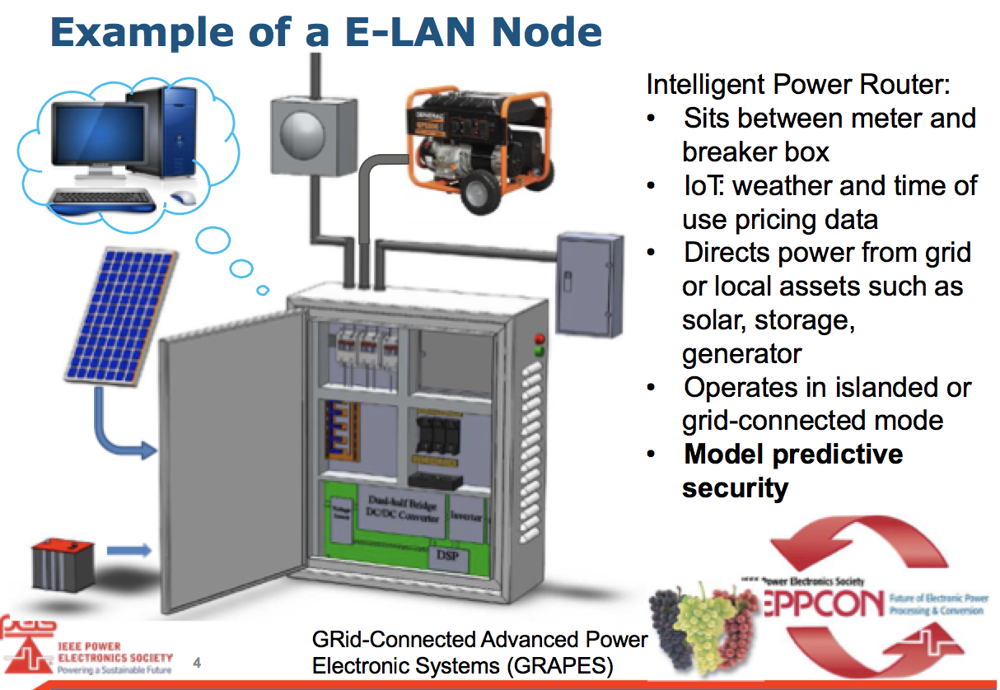 Example of a E-LAN Node
Intelligent Power Router:
• Sits between meter and
breaker box
• IoT: weather and time of
use pricing data
• Directs power from grid
or local assets such as
solar, storage,
generator
• Operates in islanded or
grid-connected mode
• Model predictive
security
GENERAC
Dual-half Bridge
DC/DC Converter
Voltage
Sensor
Inverter
DSP
IEEE Power Electronics Society
EPPCON
Future of Electronic Power
Processing & Conversion
pels
IEEE POWER
ELECTRONICS SOCIETY
Powering a Sustainable Future
4
GRid-Connected Advanced Power
Electronic Systems (GRAPES)